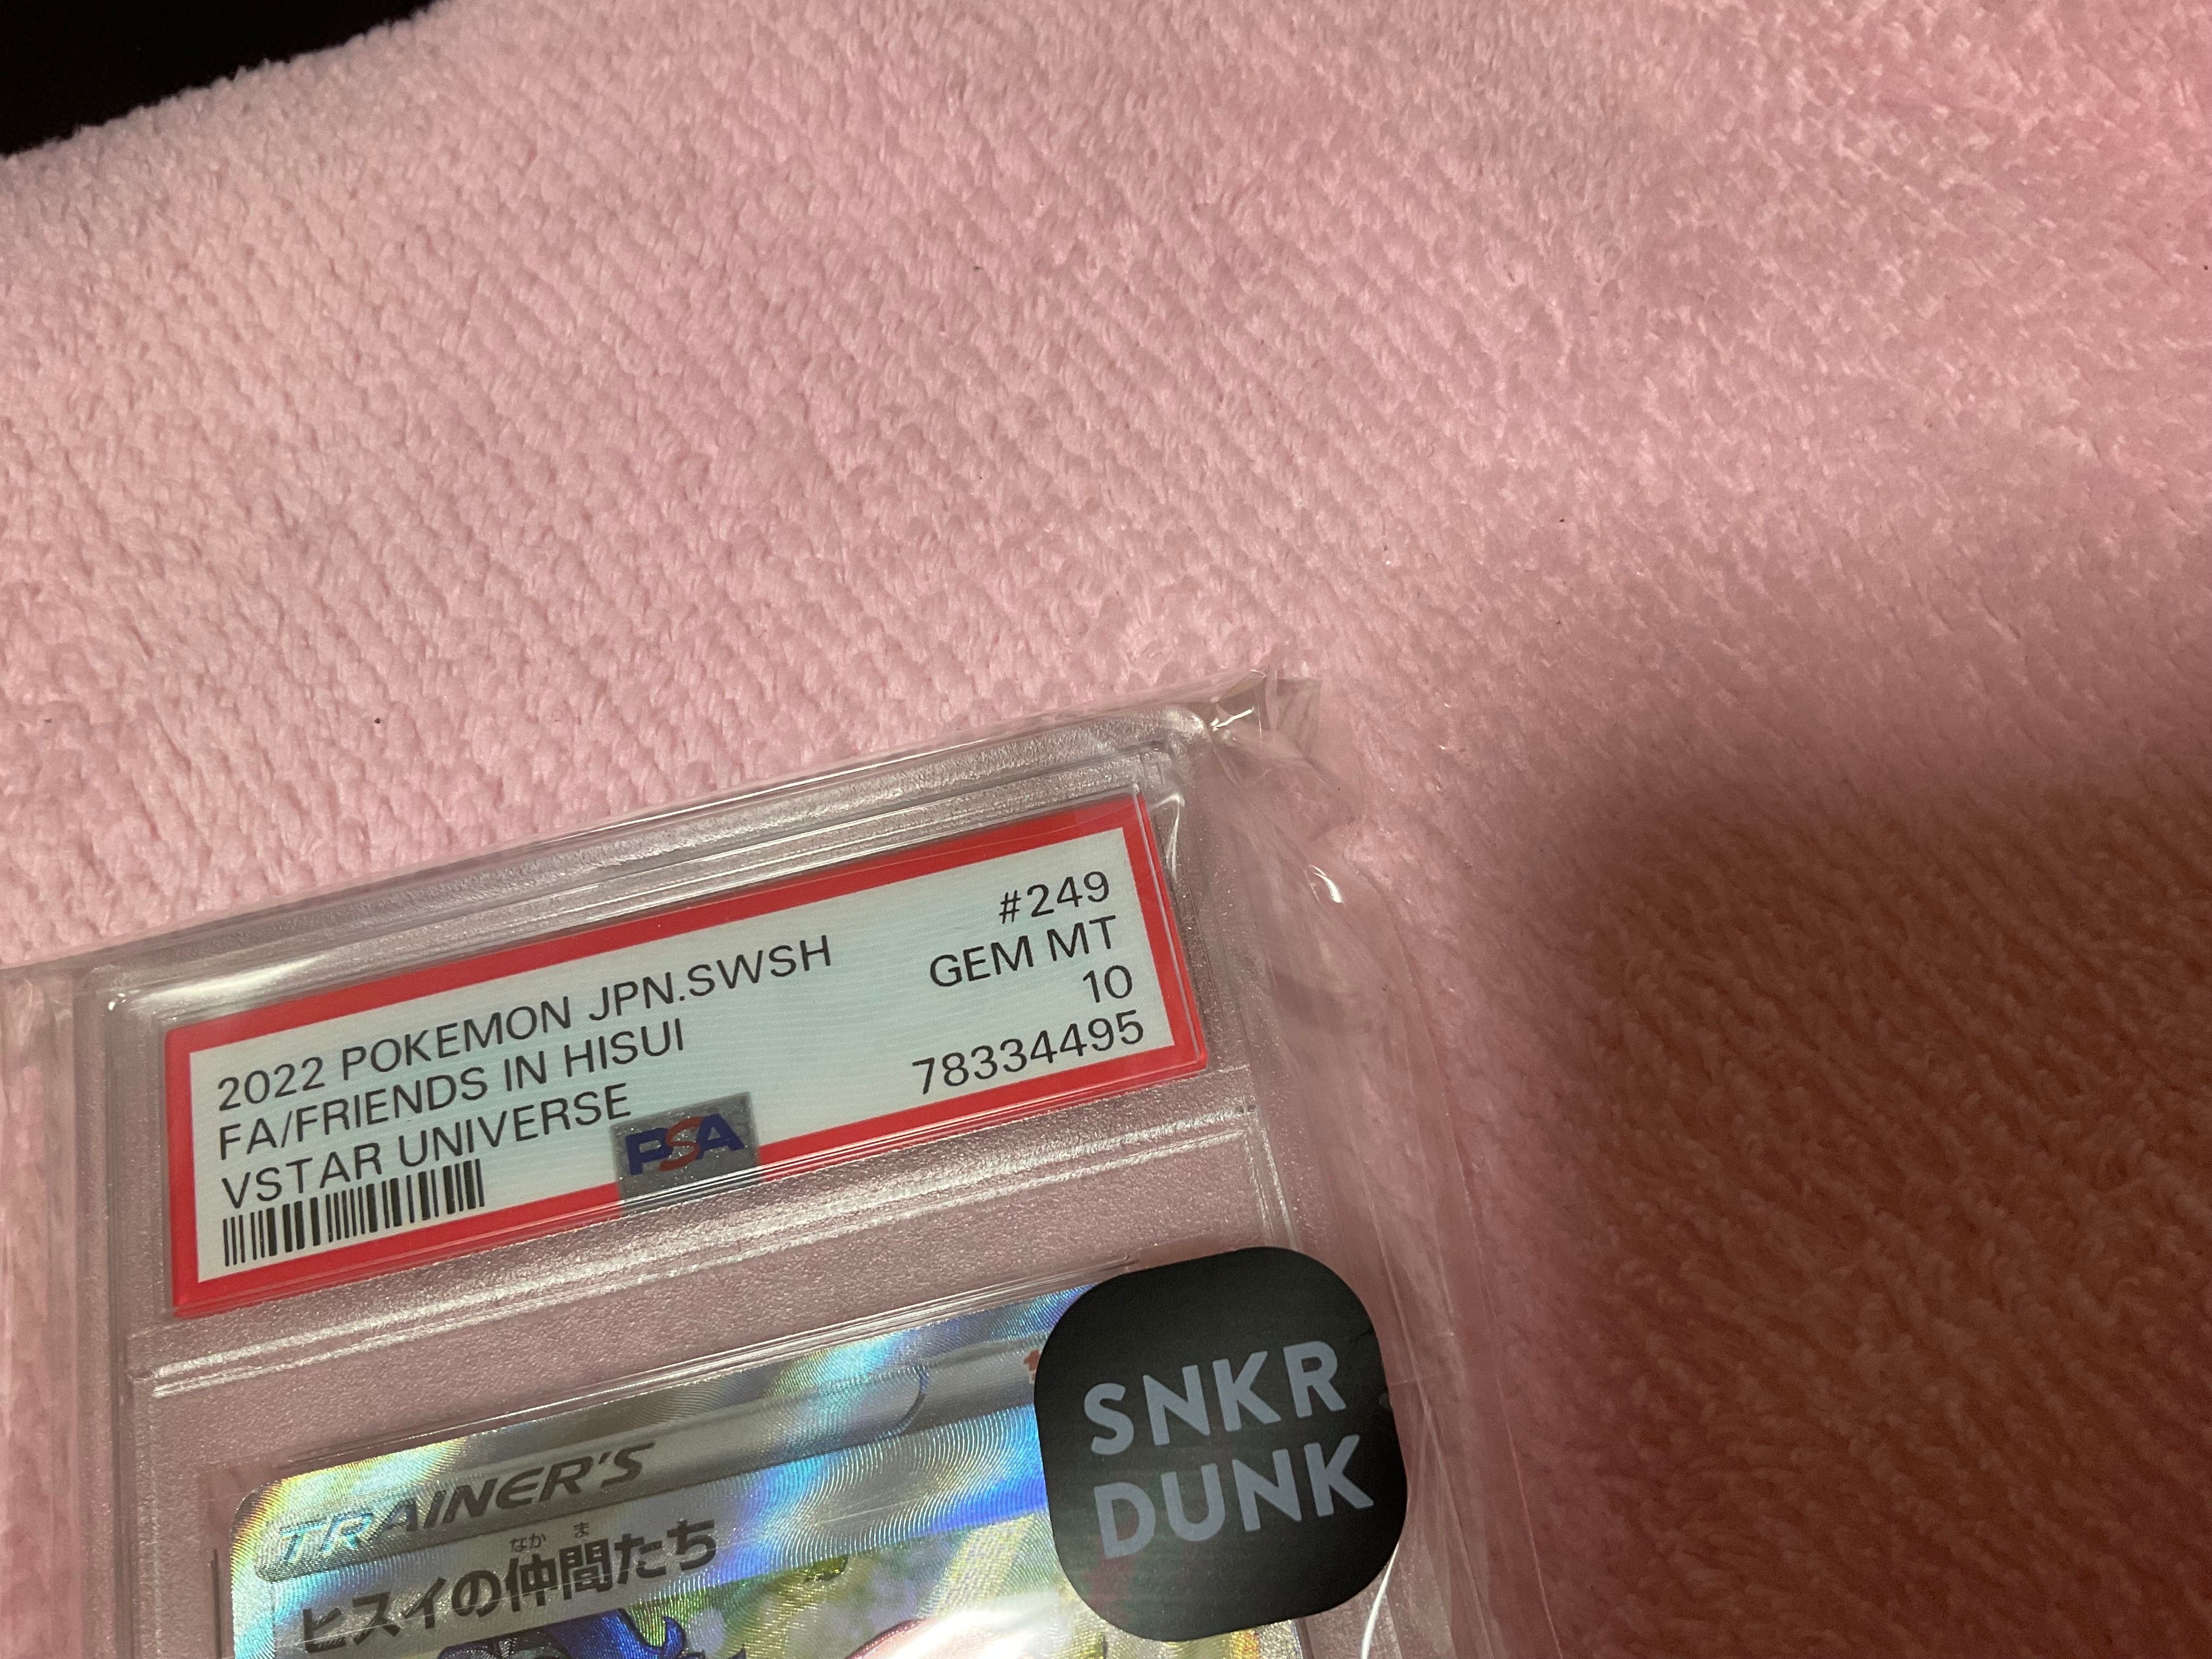 2022 POKEMON JPN.SWSH #249
FA/FRIENDS IN HISUI GEM MT
VSTAR UNIVERSE 10
78334495
PSA
SNKR
DUNK
TRAINER'S
なかま
ヒスイの仲間たち